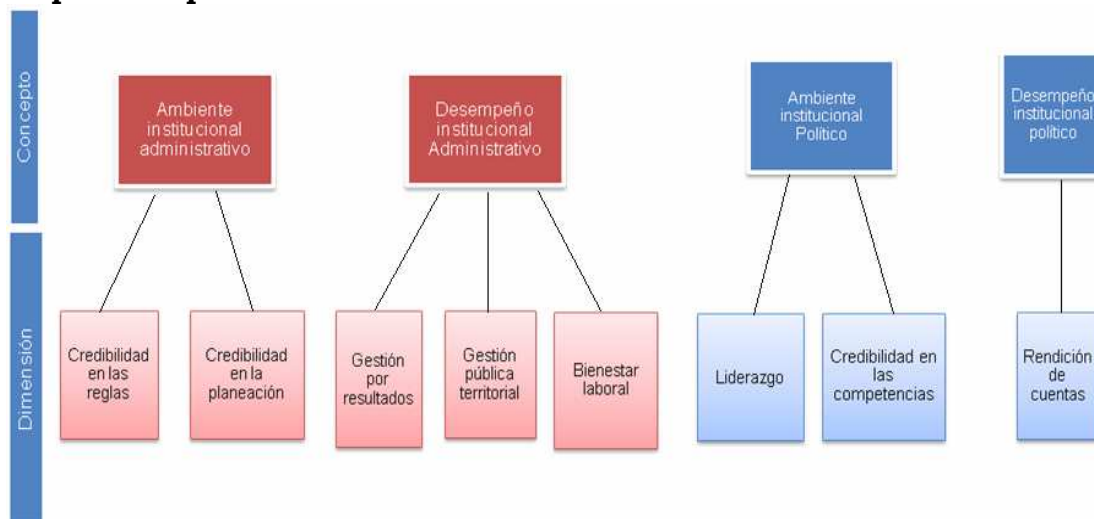 Concepto
Ambiente
institucional
administrativo
Desempeño
institucional
Administrativo
Ambiente
institucional
Político
Desempeño
institucional
político
Dimensión
Credibilidad
en las
reglas
Credibilidad
en la
planeación
Gestión
por
resultados
Gestión
pública
territorial
Bienestar
laboral
Liderazgo
Credibilidad en
las
competencias
Rendición
de
cuentas